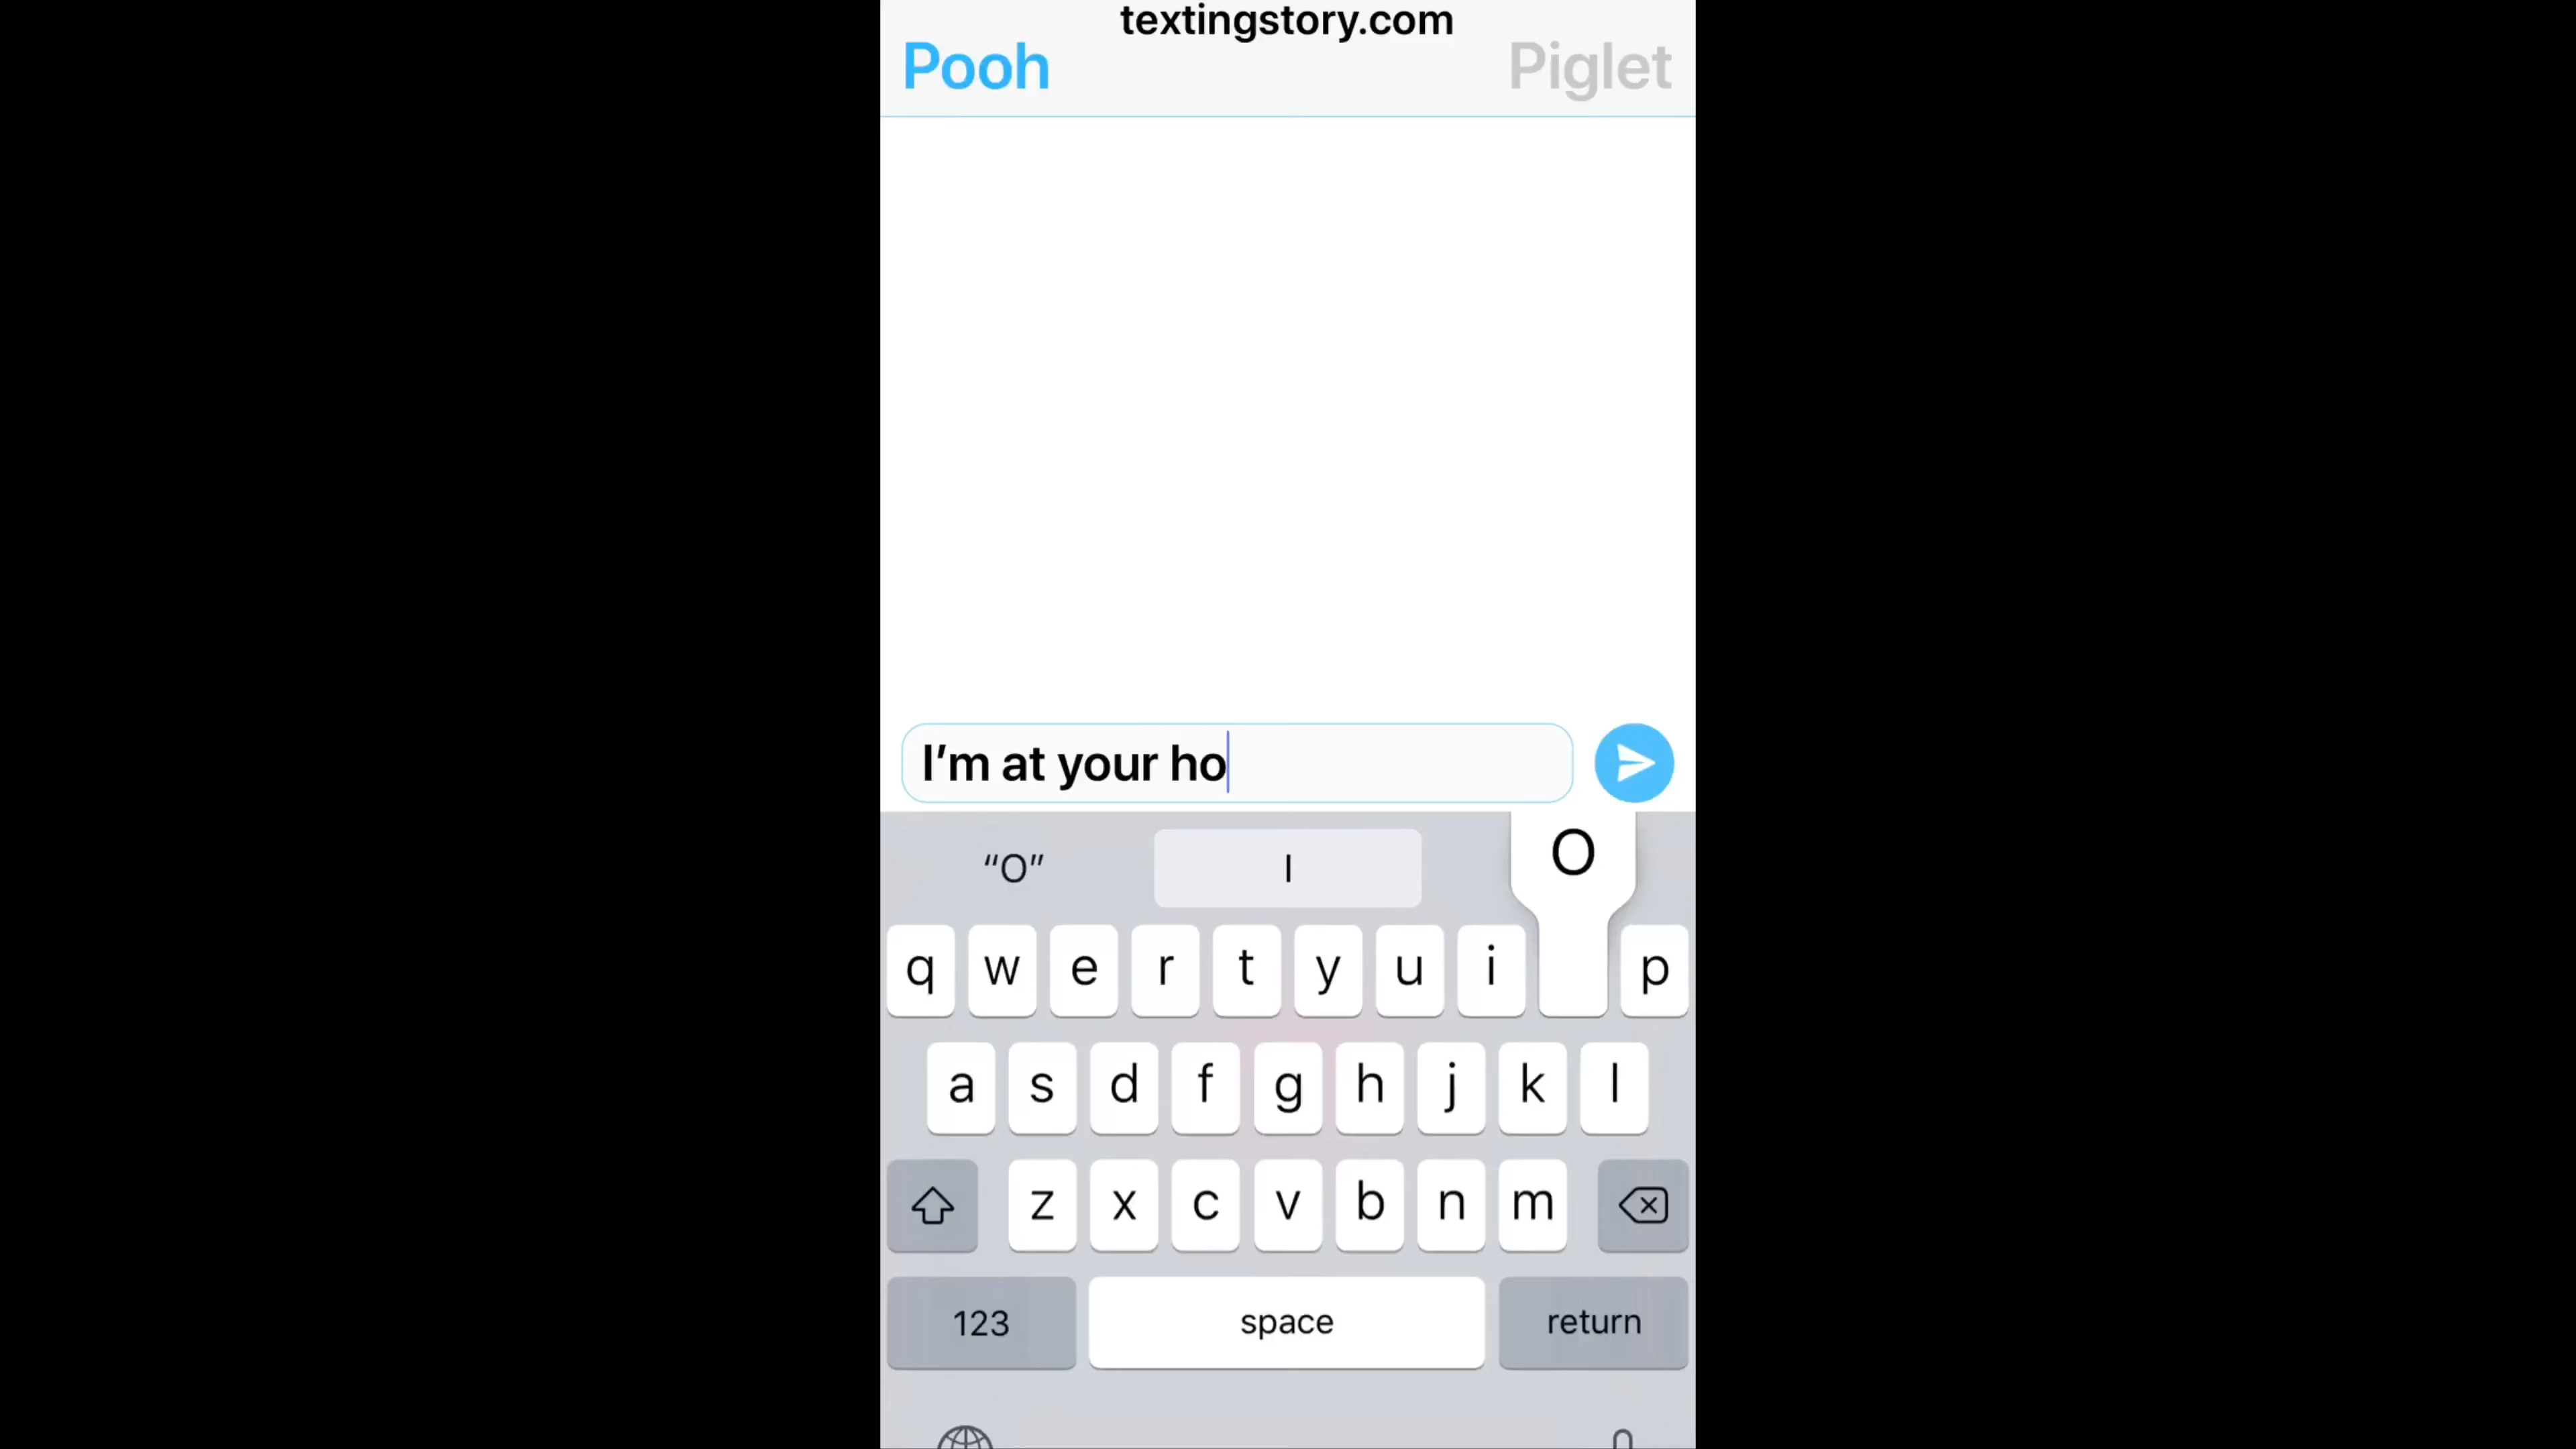 textingstory.com
Pooh Piglet
I’m at your ho
“O” I O
q w e r t y u i p
a s d f g h j k l
z x c v b n m
123 space return